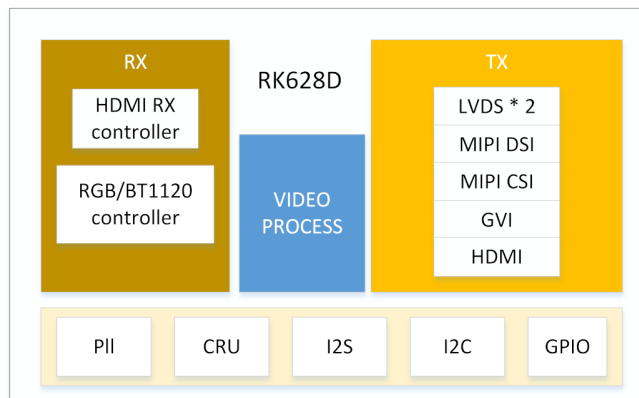 RX
HDMI RX
controller
RGB/BT1120
controller
RK628D
VIDEO
PROCESS
TX
LVDS * 2
MIPI DSI
MIPI CSI
GVI
HDMI
Pll
CRU
I2S
I2C
GPIO